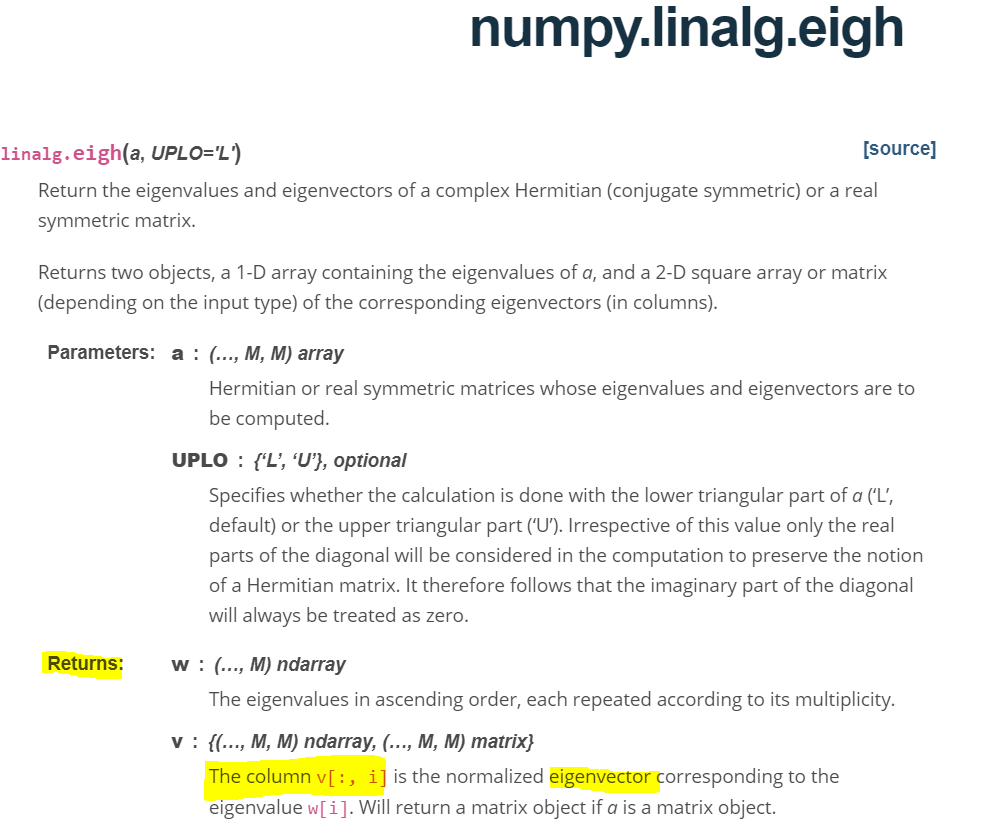 numpy.linalg.eigh
linalg.eigh(a, UPLO='L')
[source]
Return the eigenvalues and eigenvectors of a complex Hermitian (conjugate symmetric) or a real
symmetric matrix.
Returns two objects, a 1-D array containing the eigenvalues of a, and a 2-D square array or matrix
(depending on the input type) of the corresponding eigenvectors (in columns).
Parameters: a : (…, M, M) array
Hermitian or real symmetric matrices whose eigenvalues and eigenvectors are to
be computed.
UPLO : {‘L’, ‘U’}, optional
Specifies whether the calculation is done with the lower triangular part of a (‘L’,
default) or the upper triangular part (‘U’). Irrespective of this value only the real
parts of the diagonal will be considered in the computation to preserve the notion
of a Hermitian matrix. It therefore follows that the imaginary part of the diagonal
will always be treated as zero.
Returns: w : (…, M) ndarray
The eigenvalues in ascending order, each repeated according to its multiplicity.
v : {(…, M, M) ndarray, (…, M, M) matrix}
The column v[:, i] is the normalized eigenvector corresponding to the
eigenvalue w[i]. Will return a matrix object if a is a matrix object.